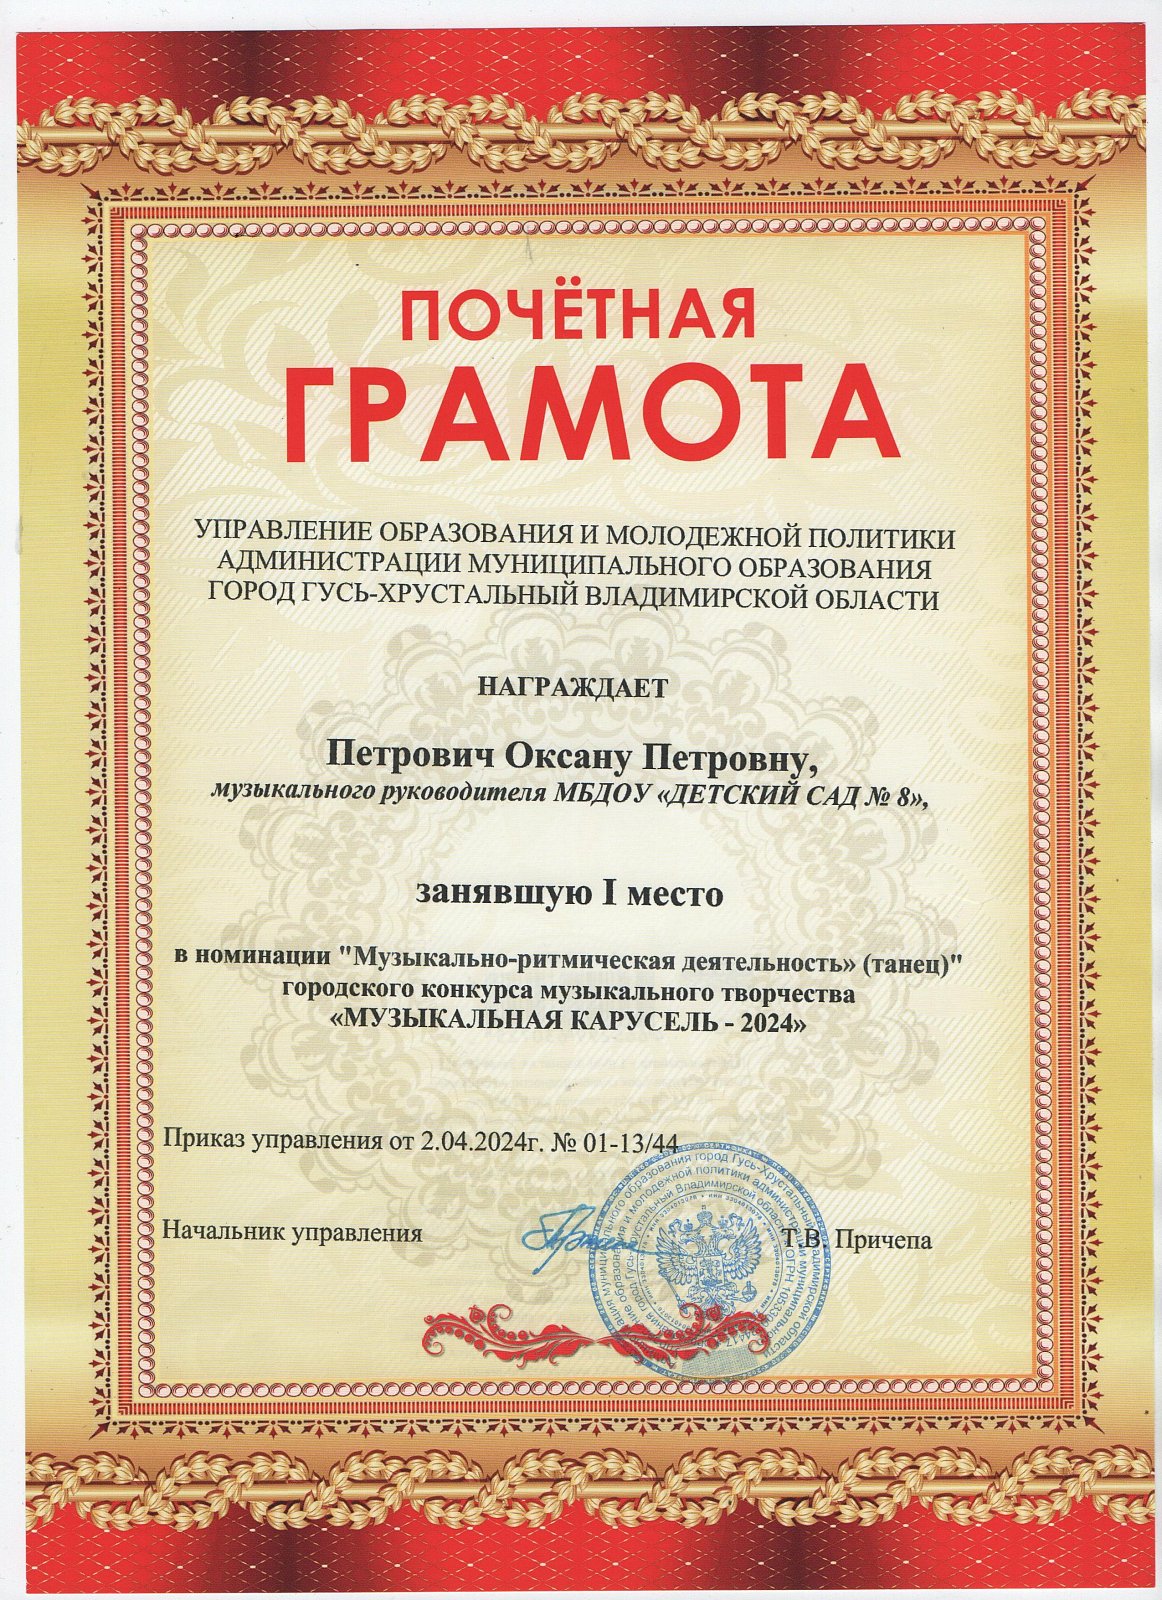 ПОЧЁТНАЯ
ГРАМОТА
УПРАВЛЕНИЕ ОБРАЗОВАНИЯ И МОЛОДЕЖНОЙ ПОЛИТИКИ
АДМИНИСТРАЦИИ МУНИЦИПАЛЬНОГО ОБРАЗОВАНИЯ
ГОРОД ГУСЬ-ХРУСТАЛЬНЫЙ ВЛАДИМИРСКОЙ ОБЛАСТИ
НАГРАЖДАЕТ
Петрович Оксану Петровну,
музыкального руководителя МБДОУ «ДЕТСКИЙ САД № 8»,
занявшую I место
в номинации "Музыкально-ритмическая деятельность» (танец)"
городского конкурса музыкального творчества
«МУЗЫКАЛЬНАЯ КАРУСЕЛЬ - 2024»
Приказ управления от 2.04.2024г. № 01-13/44
Начальник управления
Т.В. Причепа